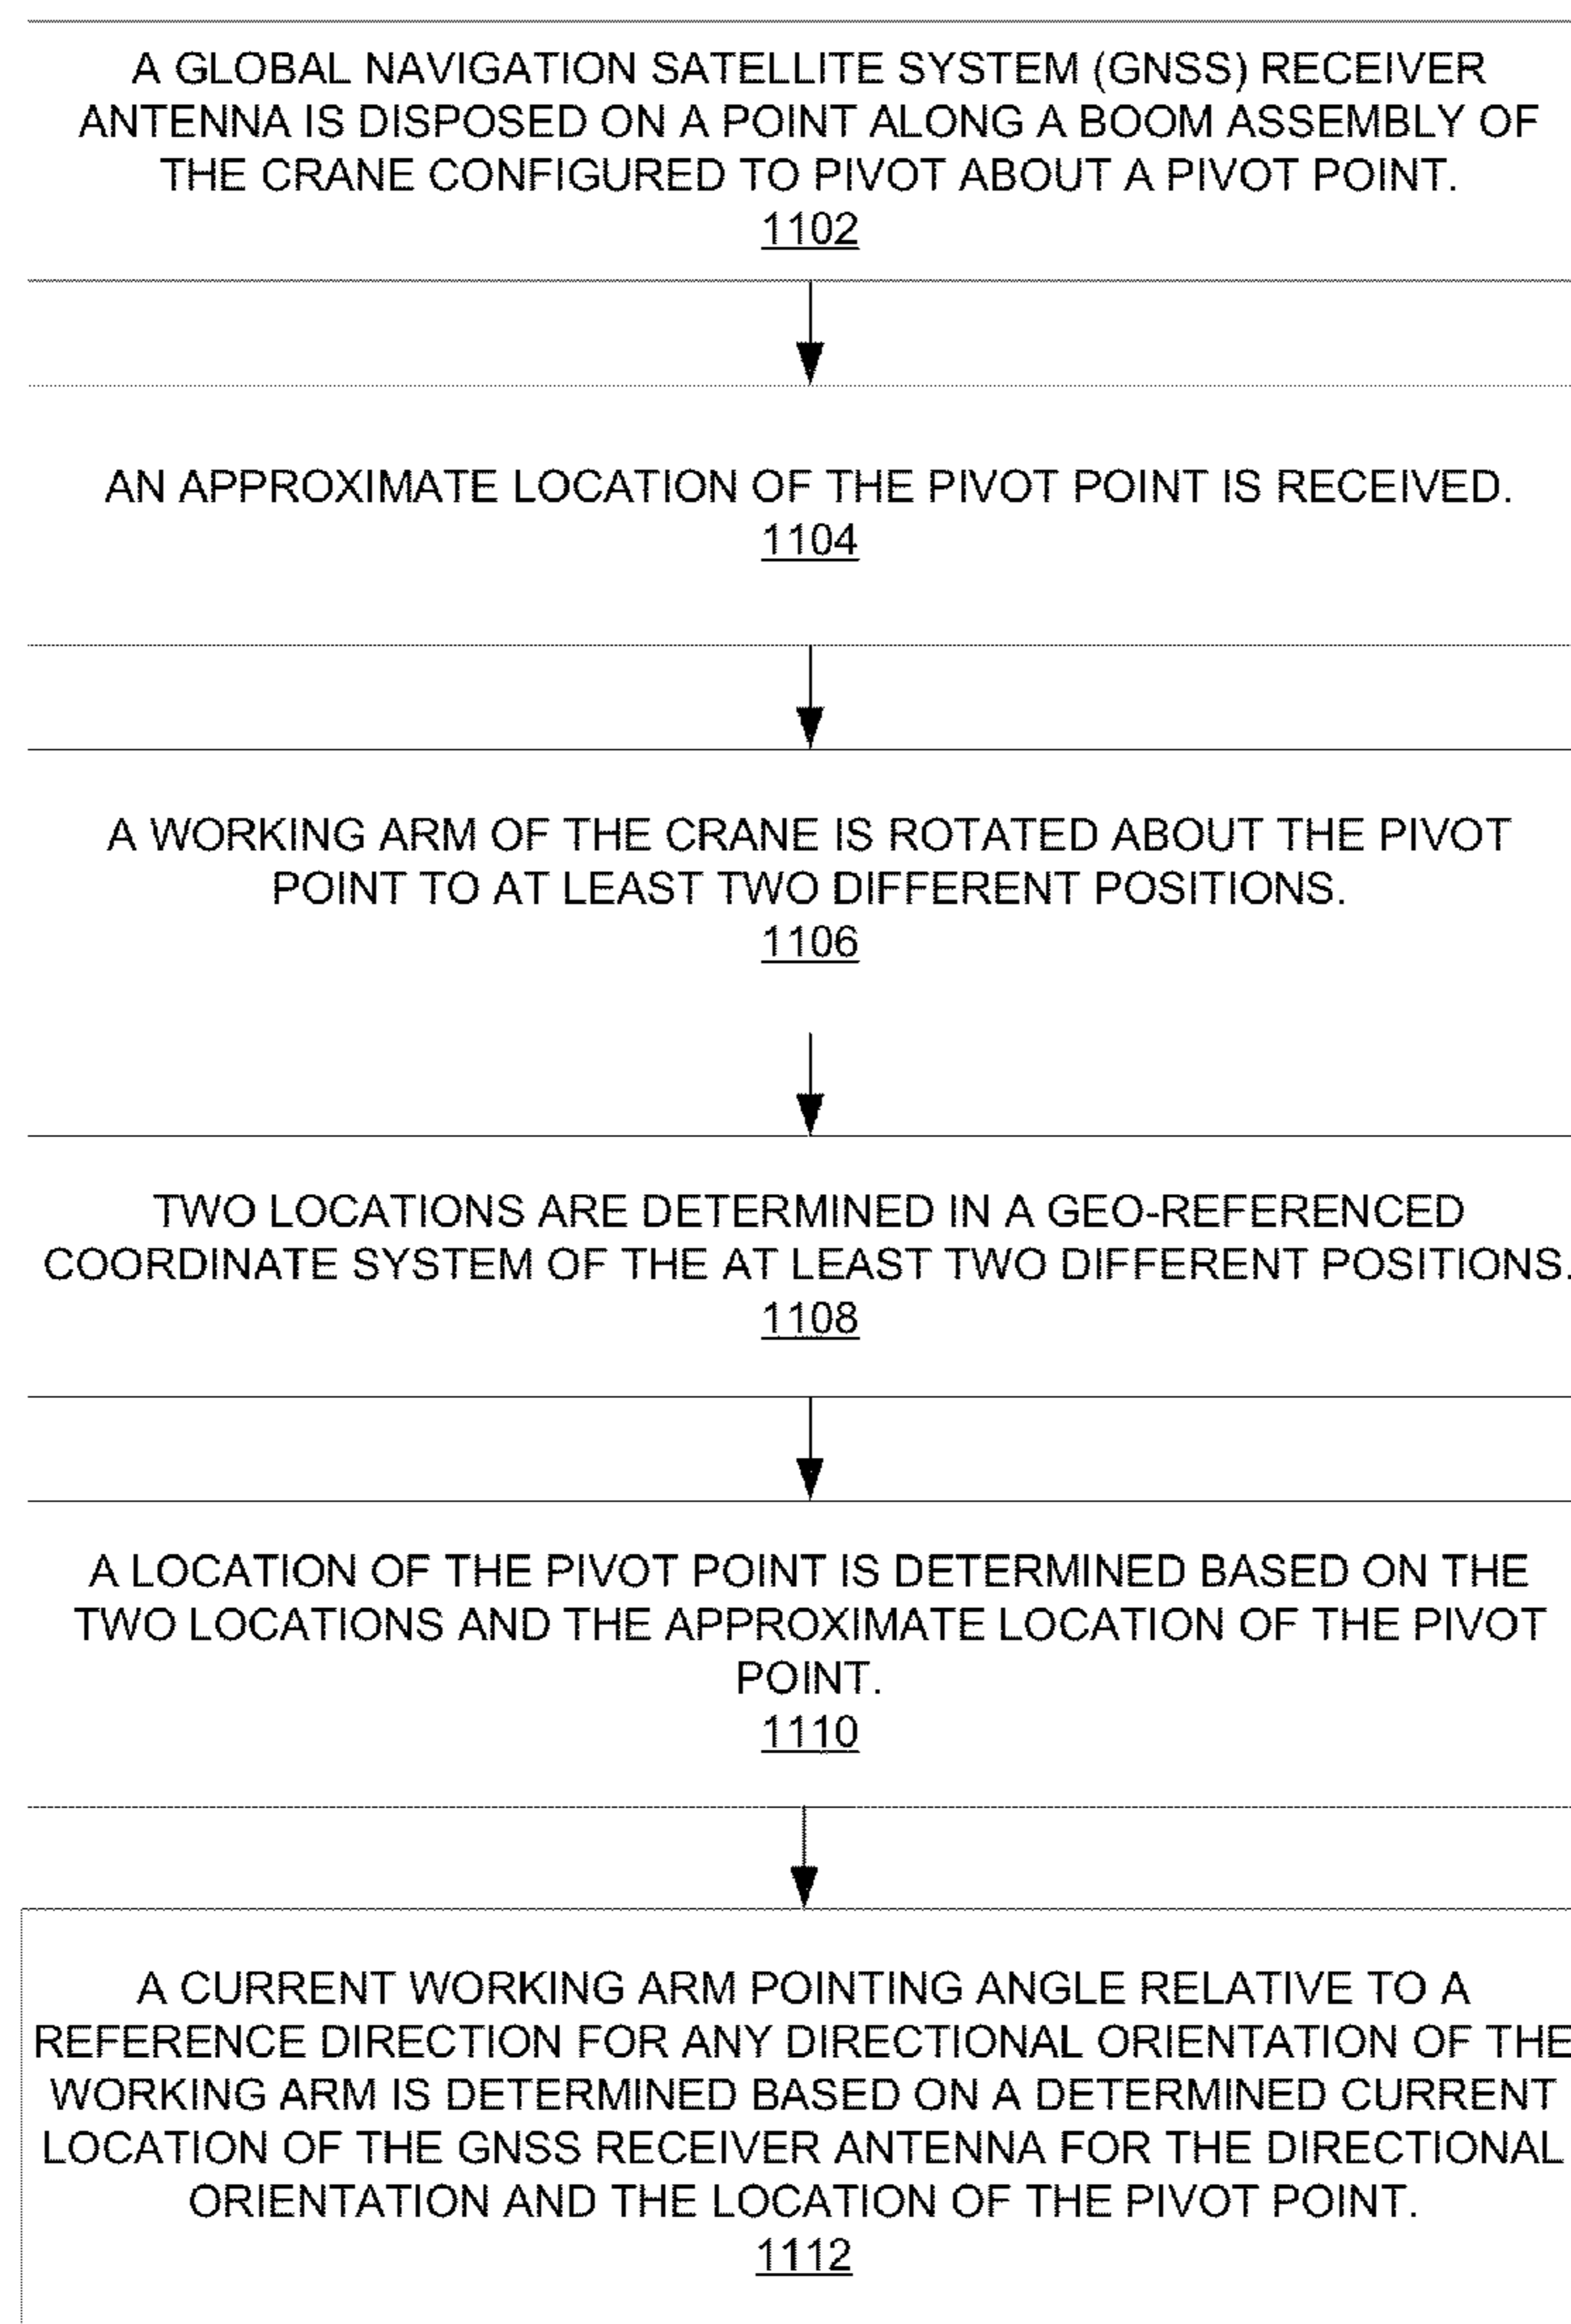 A GLOBAL NAVIGATION SATELLITE SYSTEM (GNSS) RECEIVER
ANTENNA IS DISPOSED ON A POINT ALONG A BOOM ASSEMBLY OF
THE CRANE CONFIGURED TO PIVOT ABOUT A PIVOT POINT.
1102
AN APPROXIMATE LOCATION OF THE PIVOT POINT IS RECEIVED.
1104
A WORKING ARM OF THE CRANE IS ROTATED ABOUT THE PIVOT
POINT TO AT LEAST TWO DIFFERENT POSITIONS.
1106
TWO LOCATIONS ARE DETERMINED IN A GEO-REFERENCED
COORDINATE SYSTEM OF THE AT LEAST TWO DIFFERENT POSITIONS.
1108
A LOCATION OF THE PIVOT POINT IS DETERMINED BASED ON THE
TWO LOCATIONS AND THE APPROXIMATE LOCATION OF THE PIVOT
POINT.
1110
A CURRENT WORKING ARM POINTING ANGLE RELATIVE TO A
REFERENCE DIRECTION FOR ANY DIRECTIONAL ORIENTATION OF THE
WORKING ARM IS DETERMINED BASED ON A DETERMINED CURRENT
LOCATION OF THE GNSS RECEIVER ANTENNA FOR THE DIRECTIONAL
ORIENTATION AND THE LOCATION OF THE PIVOT POINT.
1112